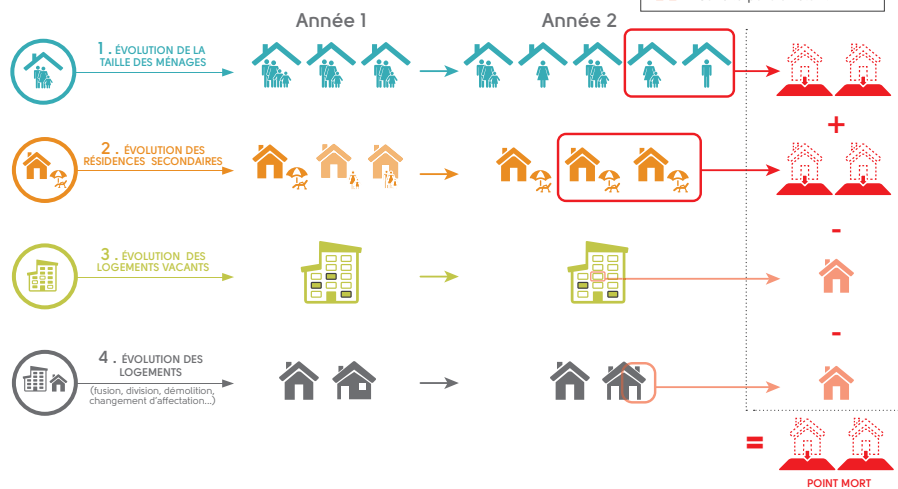 Année 1
Année 2
1 . ÉVOLUTION DE LA
TAILLE DES MÉNAGES
+
2 . ÉVOLUTION DES
RÉSIDENCES SECONDAIRES
-
3 . ÉVOLUTION DES
LOGEMENTS VACANTS
-
4 . ÉVOLUTION DES
LOGEMENTS
(fusion, division, démolition,
changement d'affectation...)
=
POINT MORT